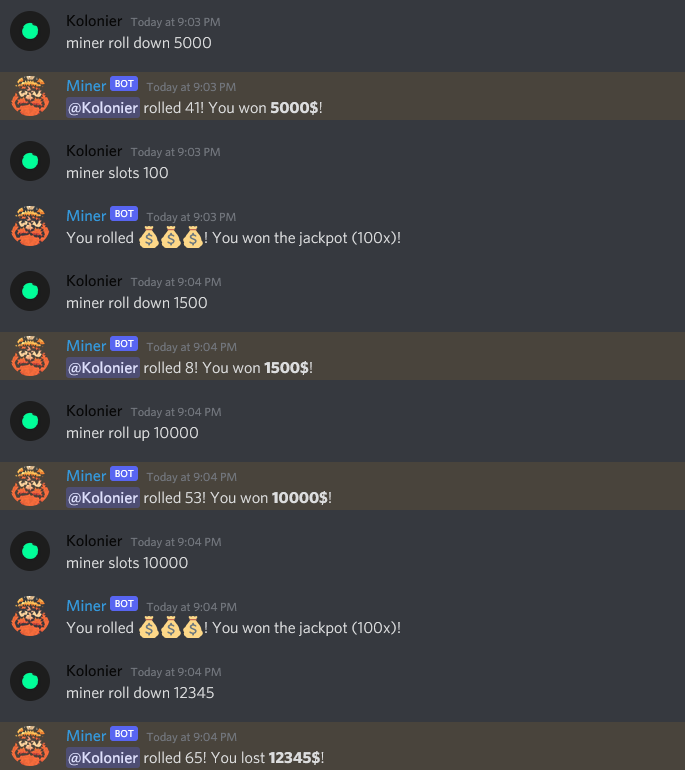 Kolonier Today at 9:03 PM
miner roll down 5000
Miner BOT Today at 9:03 PM
@Kolonier rolled 41! You won 5000$!
Kolonier Today at 9:03 PM
miner slots 100
Miner BOT Today at 9:03 PM
You rolled 💰💰💰! You won the jackpot (100x)!
Kolonier Today at 9:04 PM
miner roll down 1500
Miner BOT Today at 9:04 PM
@Kolonier rolled 8! You won 1500$!
Kolonier Today at 9:04 PM
miner roll up 10000
Miner BOT Today at 9:04 PM
@Kolonier rolled 53! You won 10000$!
Kolonier Today at 9:04 PM
miner slots 10000
Miner BOT Today at 9:04 PM
You rolled 💰💰💰! You won the jackpot (100x)!
Kolonier Today at 9:04 PM
miner roll down 12345
Miner BOT Today at 9:04 PM
@Kolonier rolled 65! You lost 12345$!